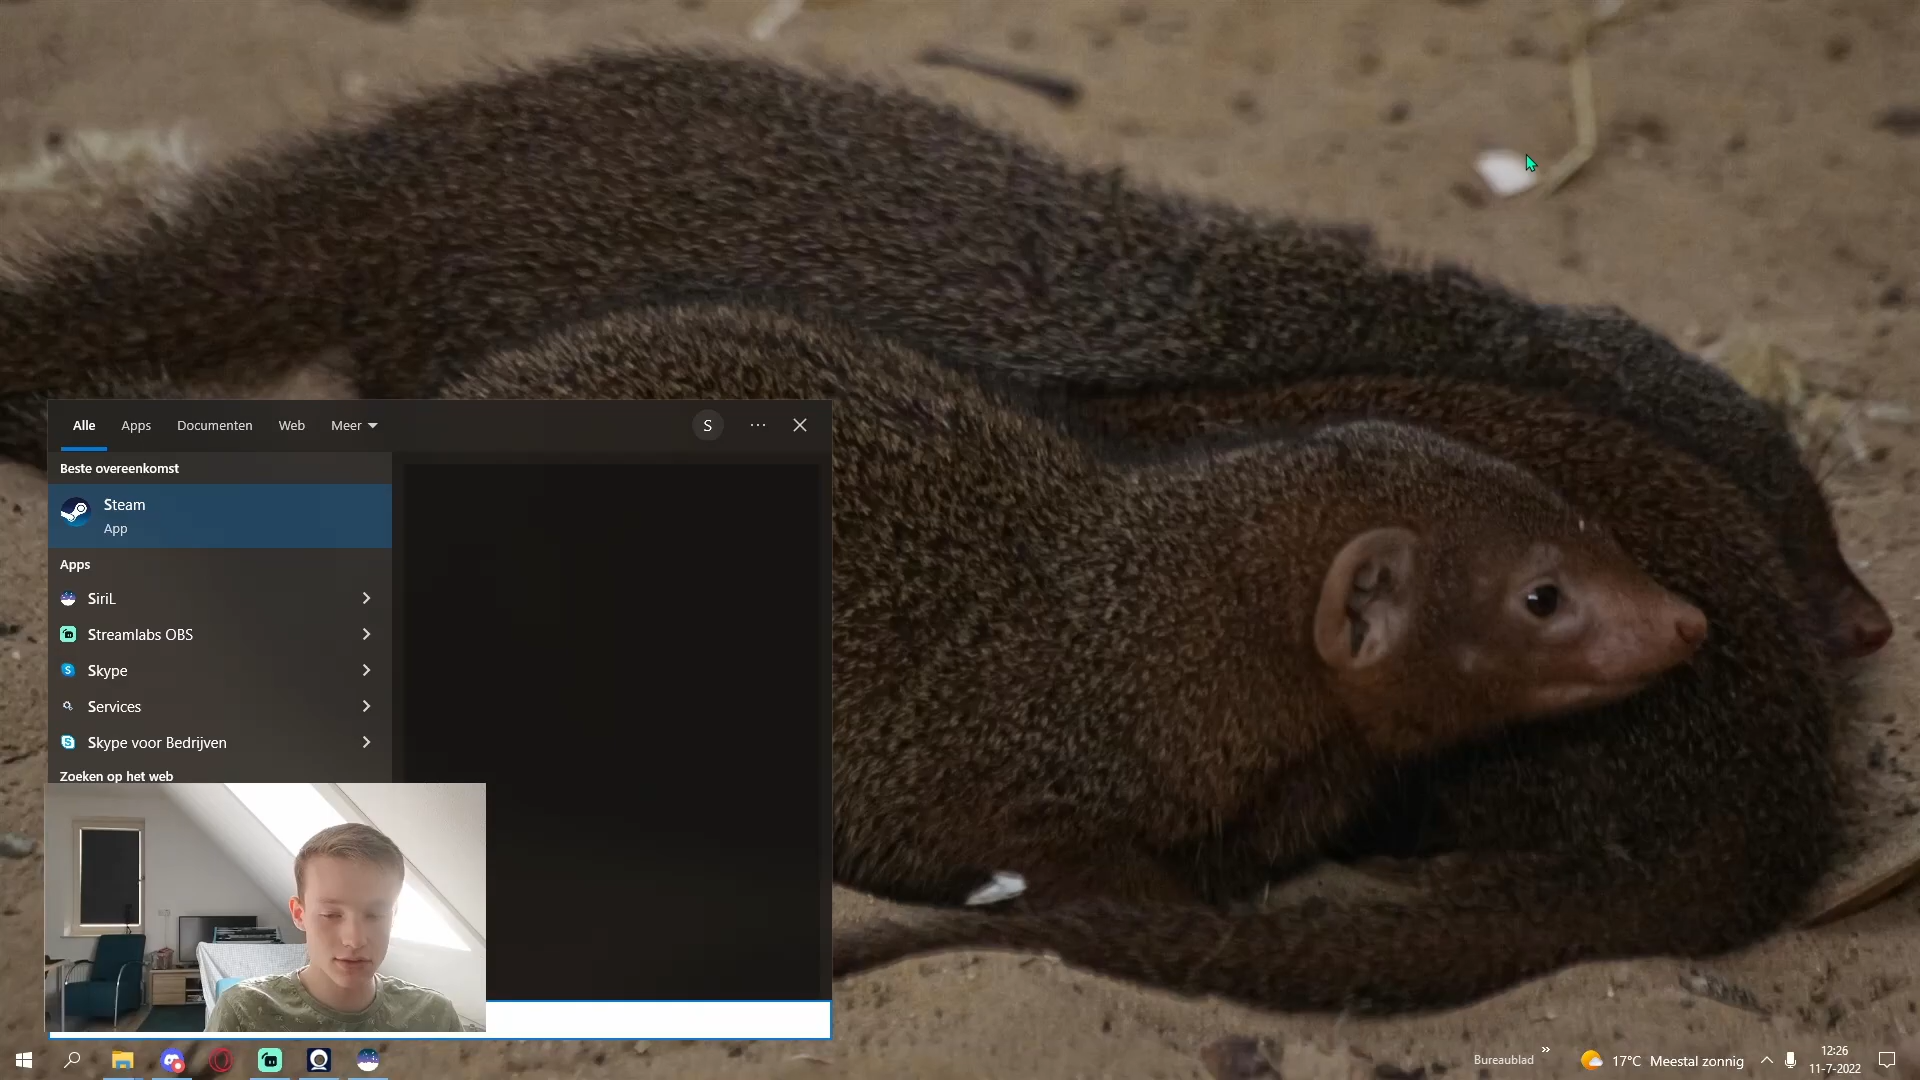 Alle Apps Documenten Web Meer S
Beste overeenkomst
Steam
App
Apps
SiriL
Streamlabs OBS
Skype
Services
Skype voor Bedrijven
Zoeken op het web
Bureaublad » 17°C Meestal zonnig 12:26
11-7-2022